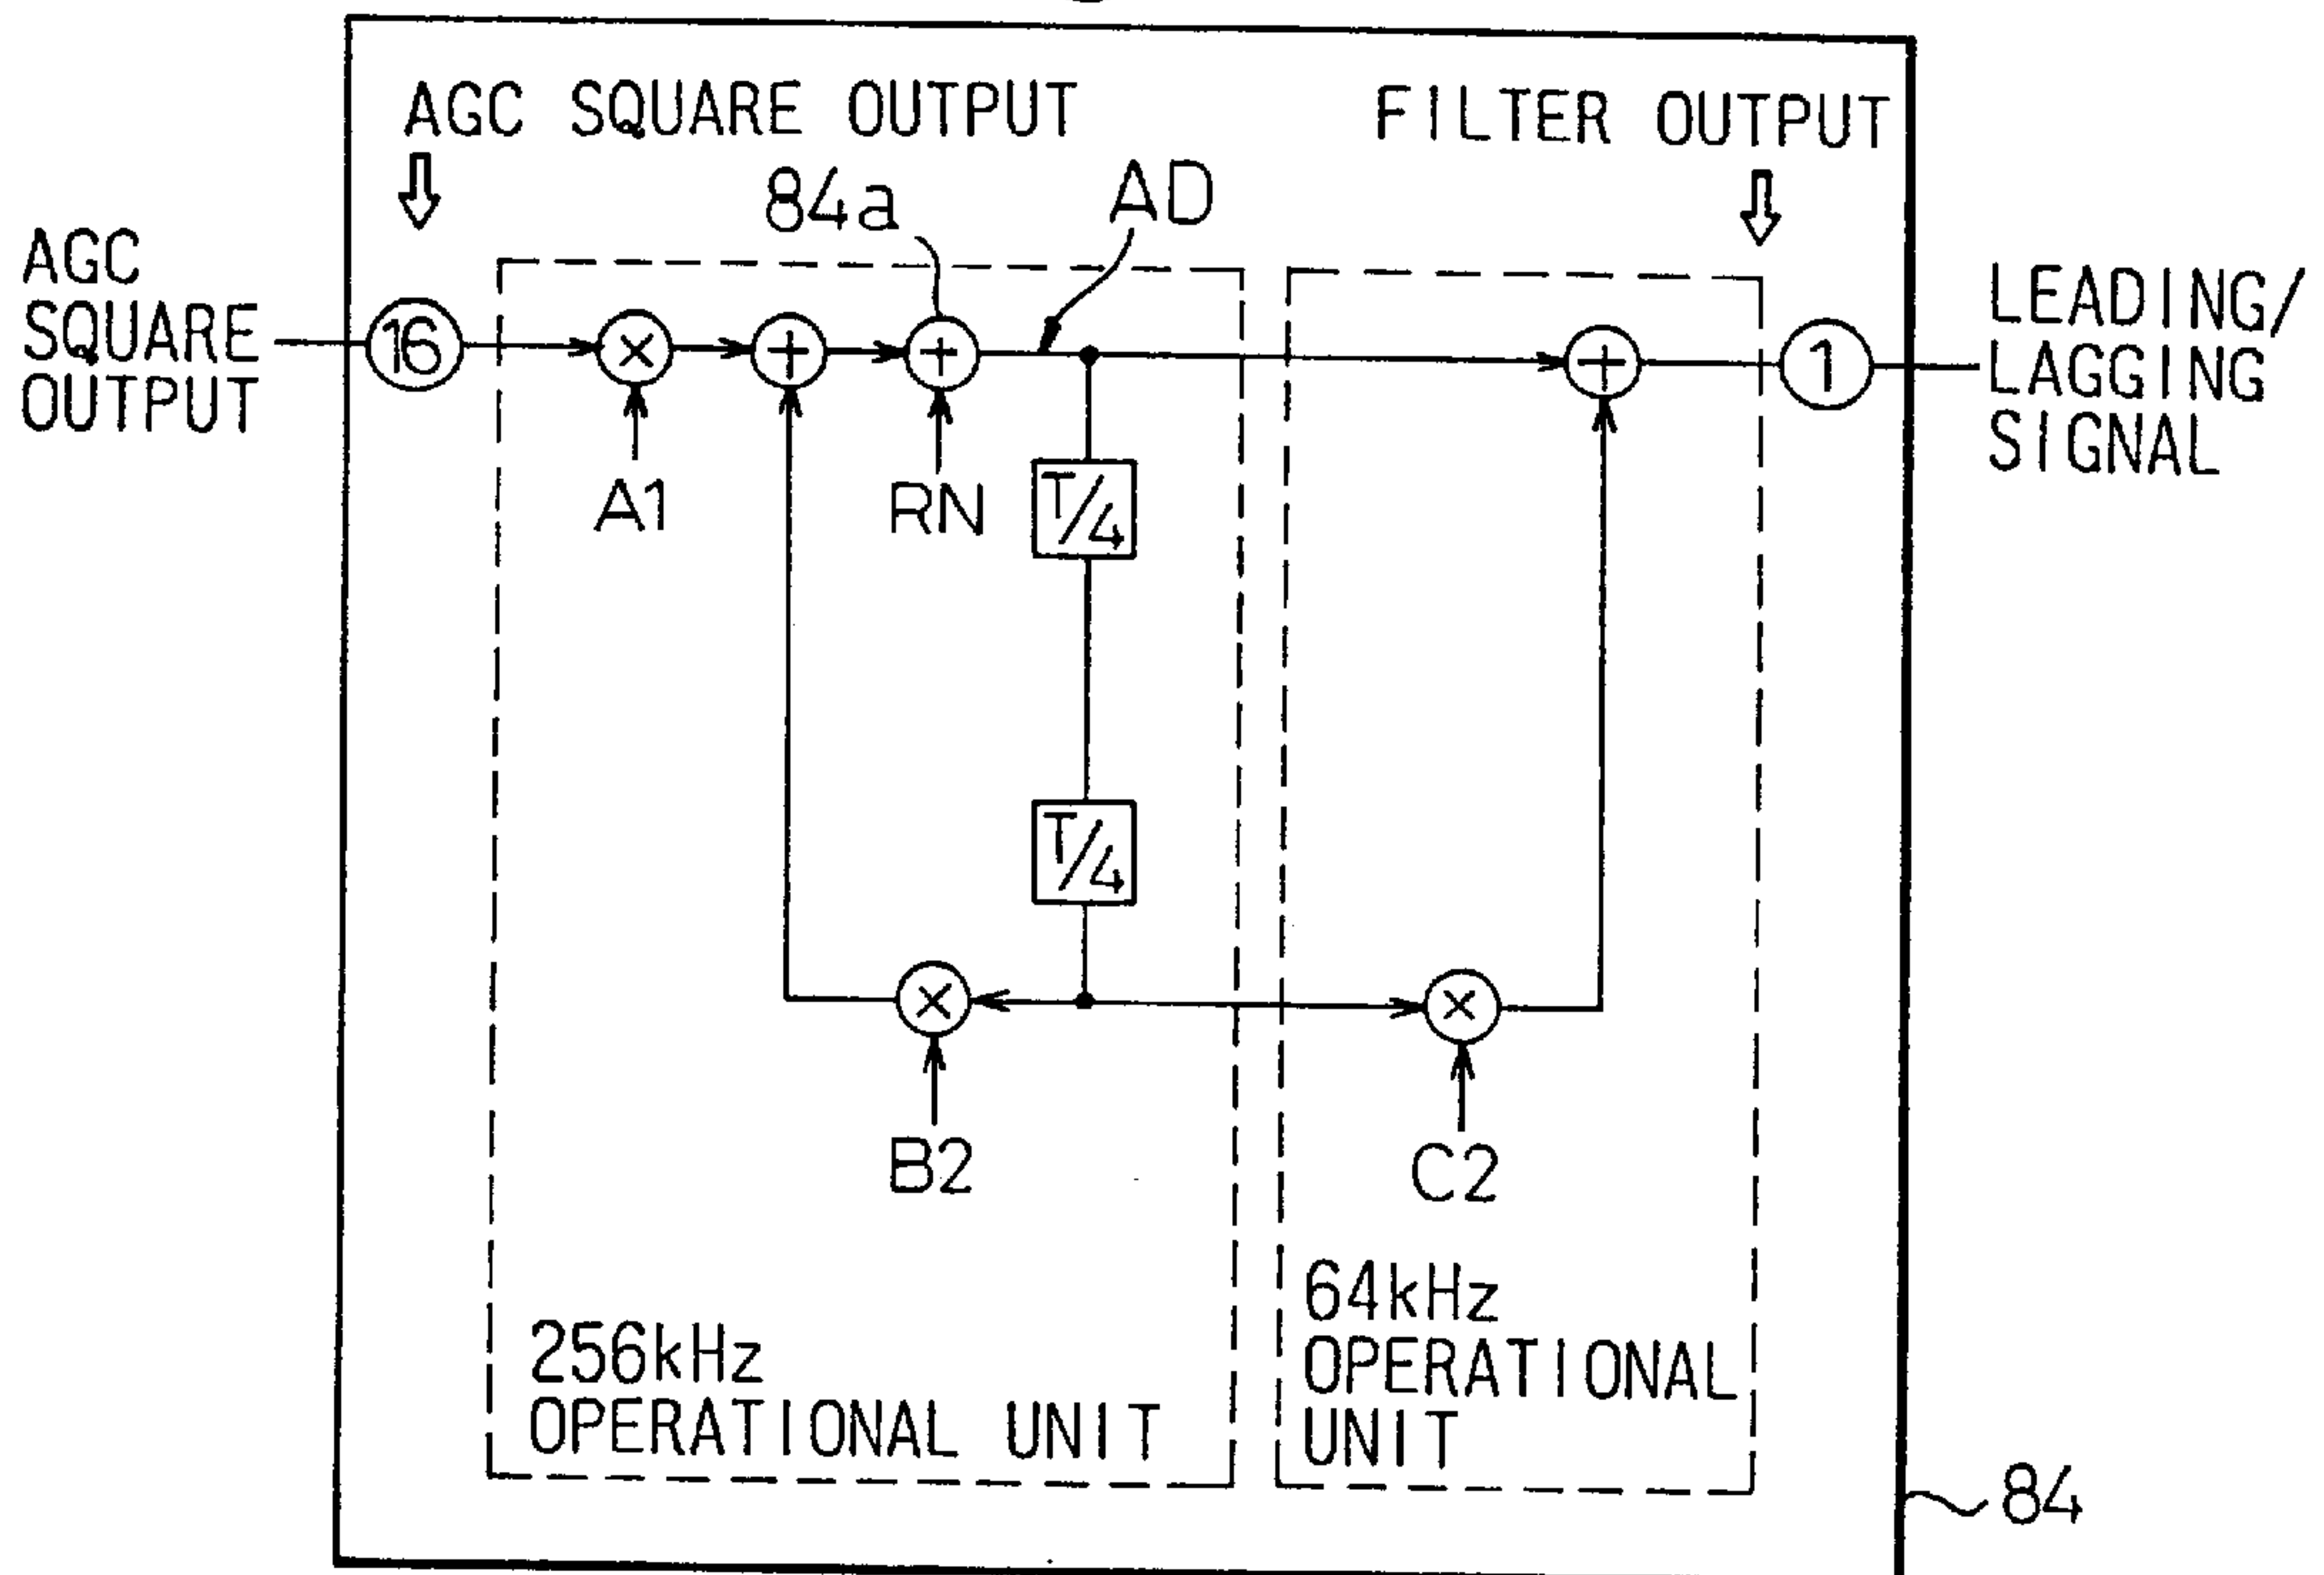 AGC SQUARE OUTPUT
FILTER OUTPUT
84a
AD
AGC
SQUARE
OUTPUT
16
×
+
+
+
1
LEADING/
LAGGING
SIGNAL
A1
RN
T/4
T/4
×
×
B2
C2
256kHz
OPERATIONAL UNIT
64kHz
OPERATIONAL
UNIT
84